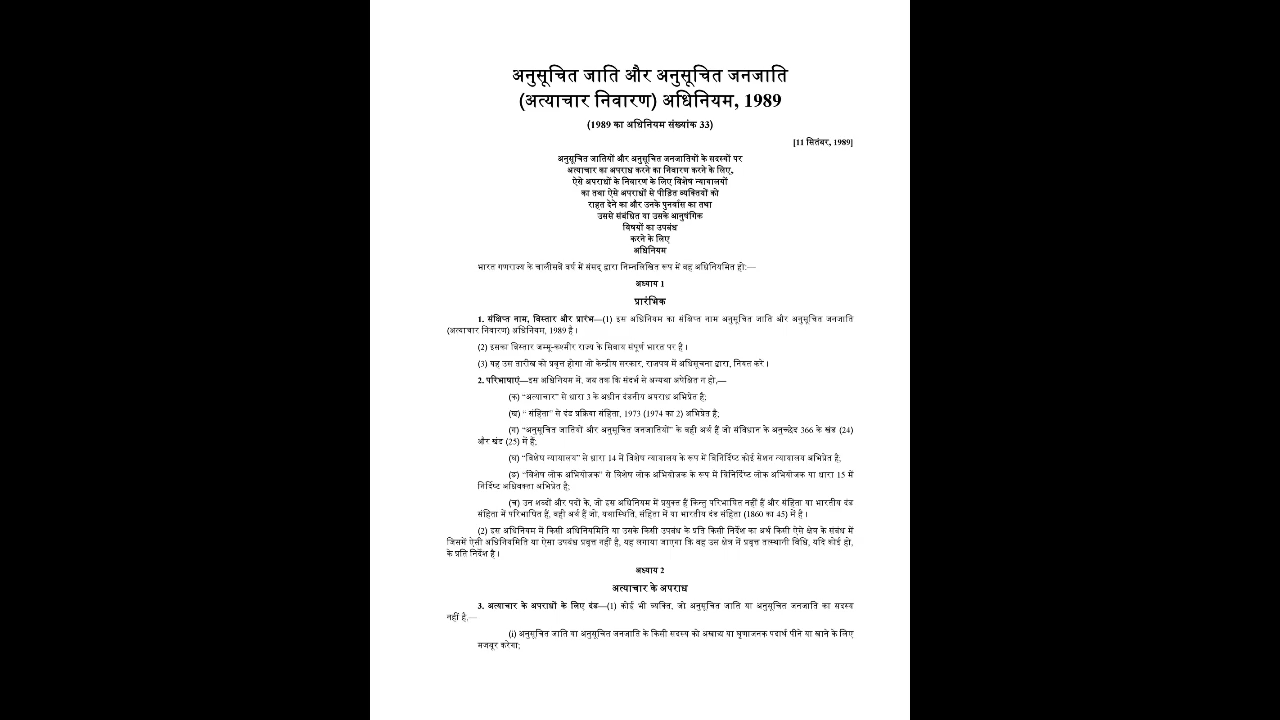 अनुसूचित जाति और अनुसूचित जनजाति
(अत्याचार निवारण) अधिनियम, 1989
(1989 का अधिनियम संख्यांक 33)
[11 सितंबर, 1989]
अनुसूचित जातियों और अनुसूचित जनजातियों के सदस्यों पर
अत्याचार का अपराध करने का निवारण करने के लिए,
ऐसे अपराधों के निवारण के लिए विशेष न्यायालयों
का तथा ऐसे अपराधों से पीड़ित व्यक्तियों को
राहत देने का और उनके पुनर्वास का तथा
उससे संबंधित या उसके आनुषंगिक
विषयों का उपबंध
करने के लिए
अधिनियम
भारत गणराज्य के चालीसवें वर्ष में संसद् द्वारा निम्नलिखित रूप में यह अधिनियमित हो:—
अध्याय 1
प्रारंभिक
1. संक्षिप्त नाम, विस्तार और प्रारंभ—(1) इस अधिनियम का संक्षिप्त नाम अनुसूचित जाति और अनुसूचित जनजाति
(अत्याचार निवारण) अधिनियम, 1989 है।
(2) इसका विस्तार जम्मू-कश्मीर राज्य के सिवाय संपूर्ण भारत पर है।
(3) यह उस तारीख को प्रवृत्त होगा जो केन्द्रीय सरकार, राजपत्र में अधिसूचना द्वारा, नियत करे।
2. परिभाषाएं—इस अधिनियम में, जब तक कि संदर्भ से अन्यथा अपेक्षित न हो,—
(क) “अत्याचार” से धारा 3 के अधीन दंडनीय अपराध अभिप्रेत है;
(ख) “ संहिता” से दंड प्रक्रिया संहिता, 1973 (1974 का 2) अभिप्रेत है;
(ग) “अनुसूचित जातियों और अनुसूचित जनजातियों” के वही अर्थ हैं जो संविधान के अनुच्छेद 366 के खंड (24)
और खंड (25) में हैं;
(घ) “विशेष न्यायालय” से धारा 14 में विशेष न्यायालय के रूप में विनिर्दिष्ट कोई सेशन न्यायालय अभिप्रेत है;
(ङ) “विशेष लोक अभियोजक” से विशेष लोक अभियोजक के रूप में विनिर्दिष्ट लोक अभियोजक या धारा 15 में
निर्दिष्ट अधिवक्ता अभिप्रेत है;
(च) उन शब्दों और पदों के, जो इस अधिनियम में प्रयुक्त हैं किन्तु परिभाषित नहीं हैं और संहिता या भारतीय दंड
संहिता में परिभाषित हैं, वही अर्थ हैं जो, यथास्थिति, संहिता में या भारतीय दंड संहिता (1860 का 45) में हैं।
(2) इस अधिनियम में किसी अधिनियमिति या उसके किसी उपबंध के प्रति किसी निर्देश का अर्थ किसी ऐसे क्षेत्र के संबंध में
जिसमें ऐसी अधिनियमिति या ऐसा उपबंध प्रवृत्त नहीं है, यह लगाया जाएगा कि वह उस क्षेत्र में प्रवृत्त तत्स्थानी विधि, यदि कोई हो,
के प्रति निर्देश है।
अध्याय 2
अत्याचार के अपराध
3. अत्याचार के अपराधों के लिए दंड—(1) कोई भी व्यक्ति, जो अनुसूचित जाति या अनुसूचित जनजाति का सदस्य
नहीं है,—
(i) अनुसूचित जाति या अनुसूचित जनजाति के किसी सदस्य को अखाद्य या घृणाजनक पदार्थ पीने या खाने के लिए
मजबूर करेगा;